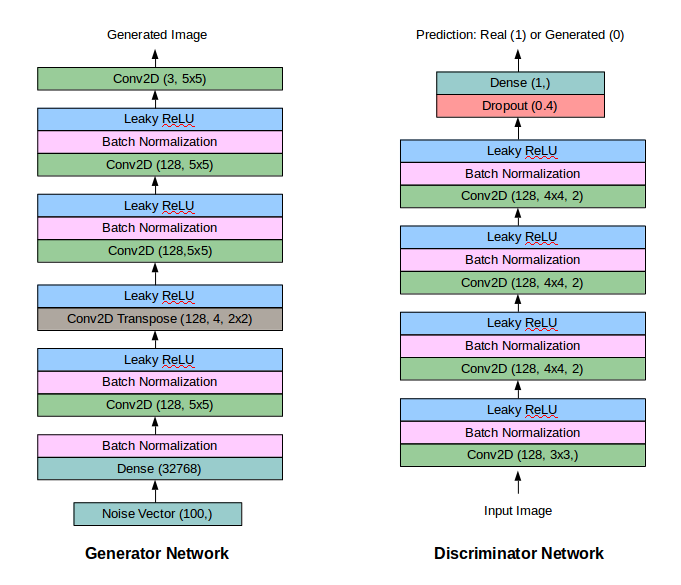 Generated Image
Conv2D (3, 5x5)
Leaky ReLU
Batch Normalization
Conv2D (128, 5x5)
Leaky ReLU
Batch Normalization
Conv2D (128,5x5)
Leaky ReLU
Conv2D Transpose (128, 4, 2x2)
Leaky ReLU
Batch Normalization
Conv2D (128, 5x5)
Batch Normalization
Dense (32768)
Noise Vector (100,)
Generator Network
Prediction: Real (1) or Generated (0)
Dense (1,)
Dropout (0.4)
Leaky ReLU
Batch Normalization
Conv2D (128, 4x4, 2)
Leaky ReLU
Batch Normalization
Conv2D (128, 4x4, 2)
Leaky ReLU
Batch Normalization
Conv2D (128, 4x4, 2)
Leaky ReLU
Batch Normalization
Conv2D (128, 3x3,)
Input Image
Discriminator Network